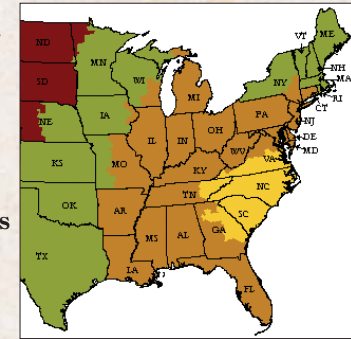 VT
ME
ND
MN
NH
MA
SD
WI
NY
RI
CT
MI
NE
IA
PA
NJ
OH
DE
IL
IN
MD
WV
VA
KS
MO
KY
NC
TN
OK
AR
SC
MS
AL
GA
s
TX
LA
FL